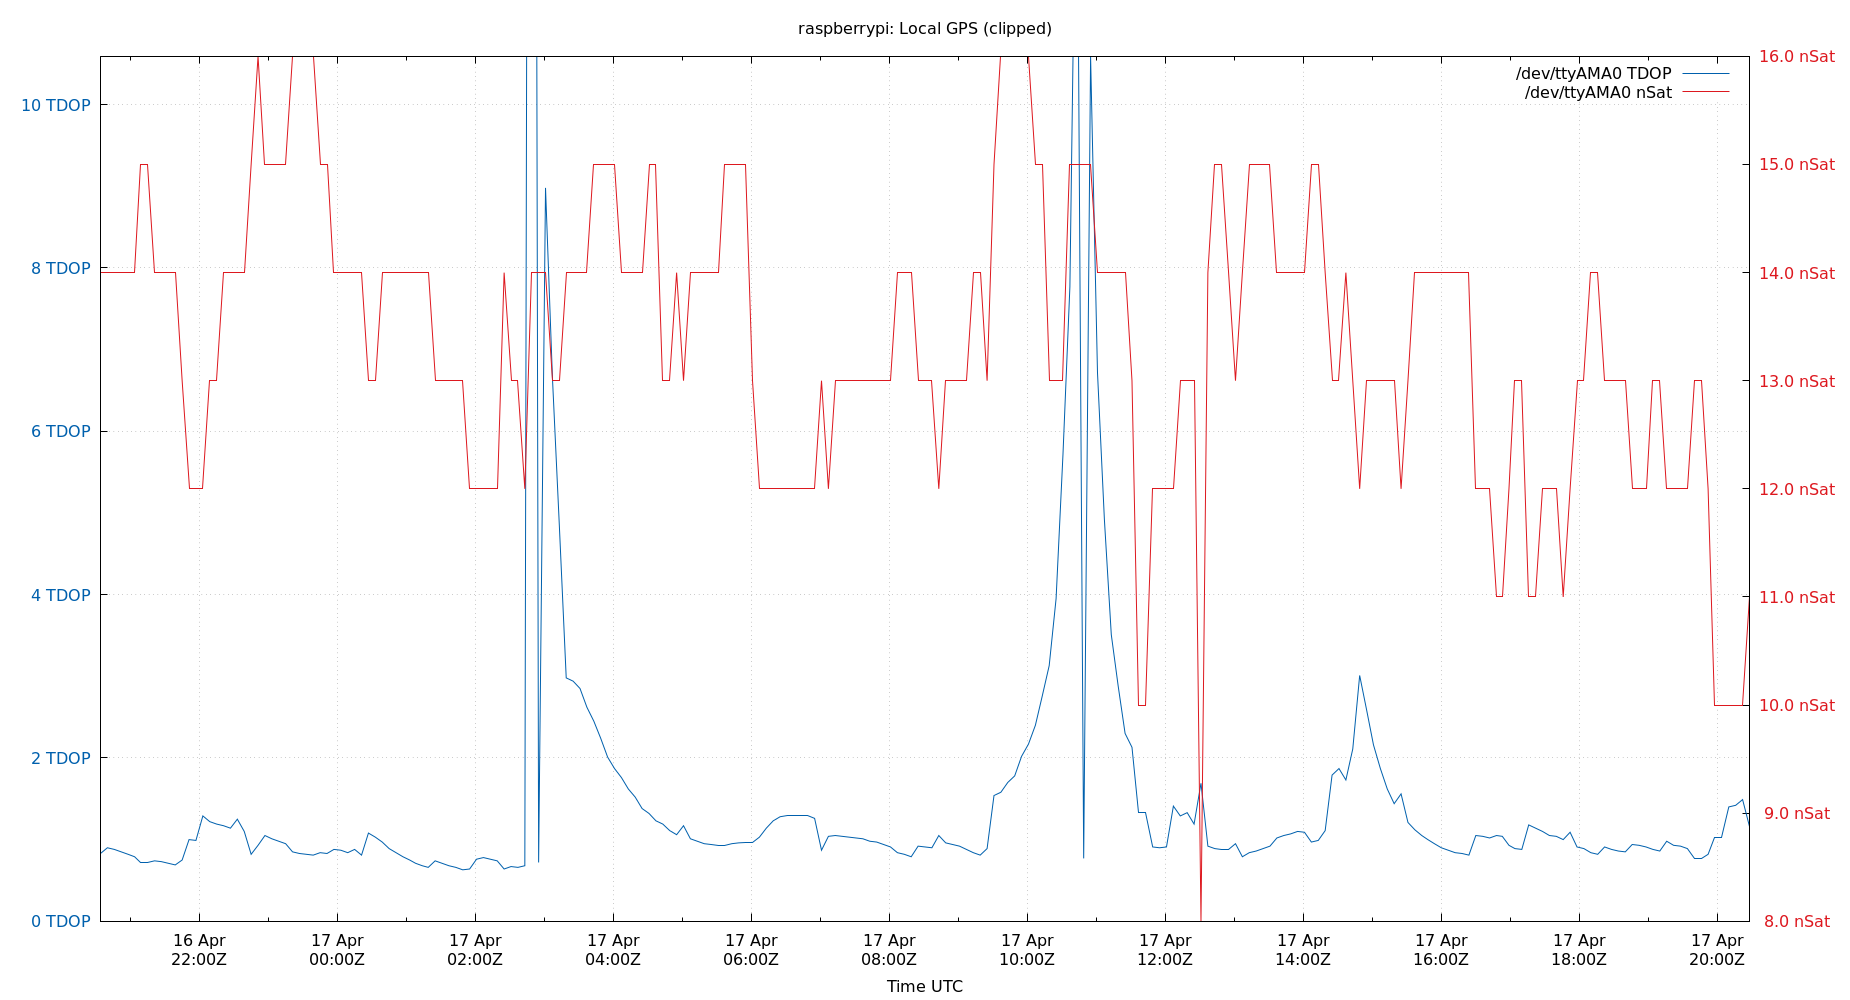 raspberrypi: Local GPS (clipped)
/dev/ttyAMA0 TDOP
/dev/ttyAMA0 nSat
10 TDOP
8 TDOP
6 TDOP
4 TDOP
2 TDOP
0 TDOP
16.0 nSat
15.0 nSat
14.0 nSat
13.0 nSat
12.0 nSat
11.0 nSat
10.0 nSat
9.0 nSat
8.0 nSat
16 Apr 22:00Z
17 Apr 00:00Z
17 Apr 02:00Z
17 Apr 04:00Z
17 Apr 06:00Z
17 Apr 08:00Z
17 Apr 10:00Z
17 Apr 12:00Z
17 Apr 14:00Z
17 Apr 16:00Z
17 Apr 18:00Z
17 Apr 20:00Z
Time UTC